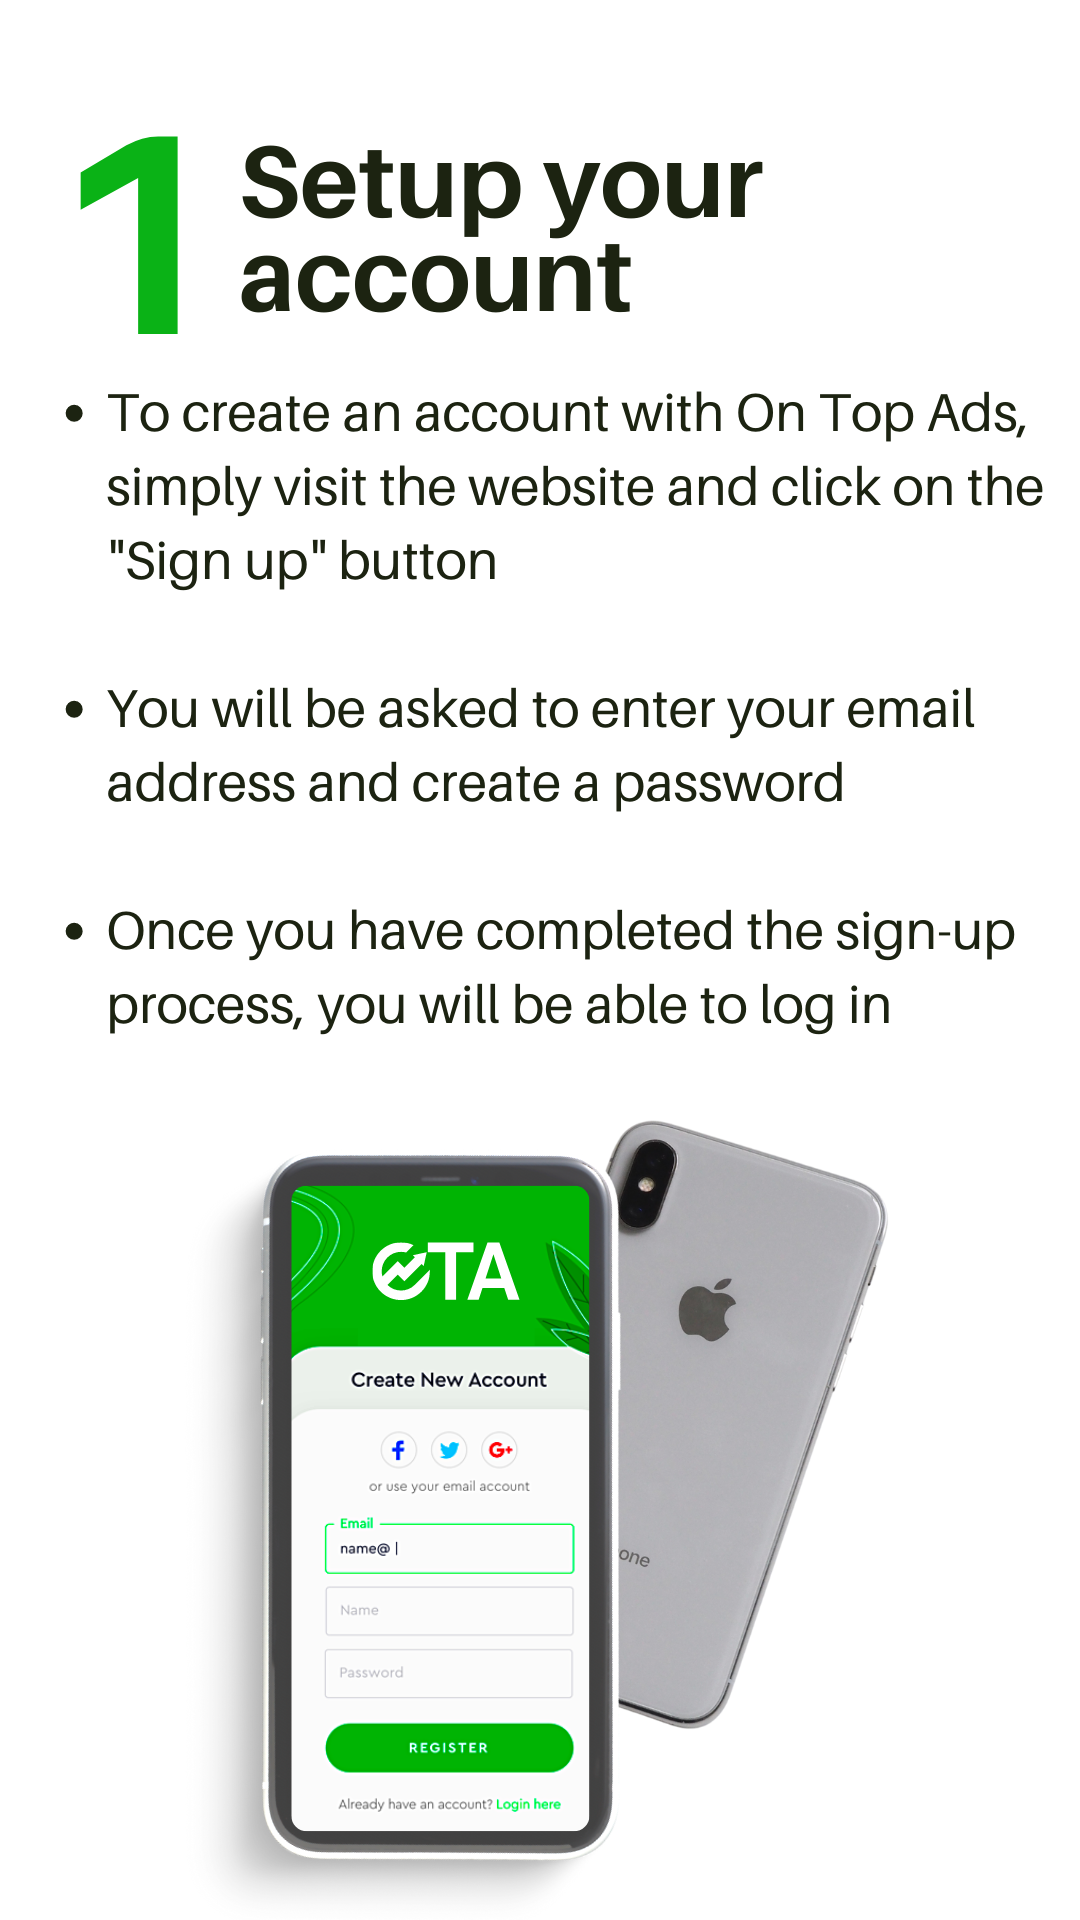 1
Setup your
account
• To create an account with On Top Ads,
simply visit the website and click on the
"Sign up" button
• You will be asked to enter your email
address and create a password
• Once you have completed the sign-up
process, you will be able to log in
OTA
Create New Account
f G+
or use your email account
Email
name@ |
Name
Password
REGISTER
Already have an account? Login here
one